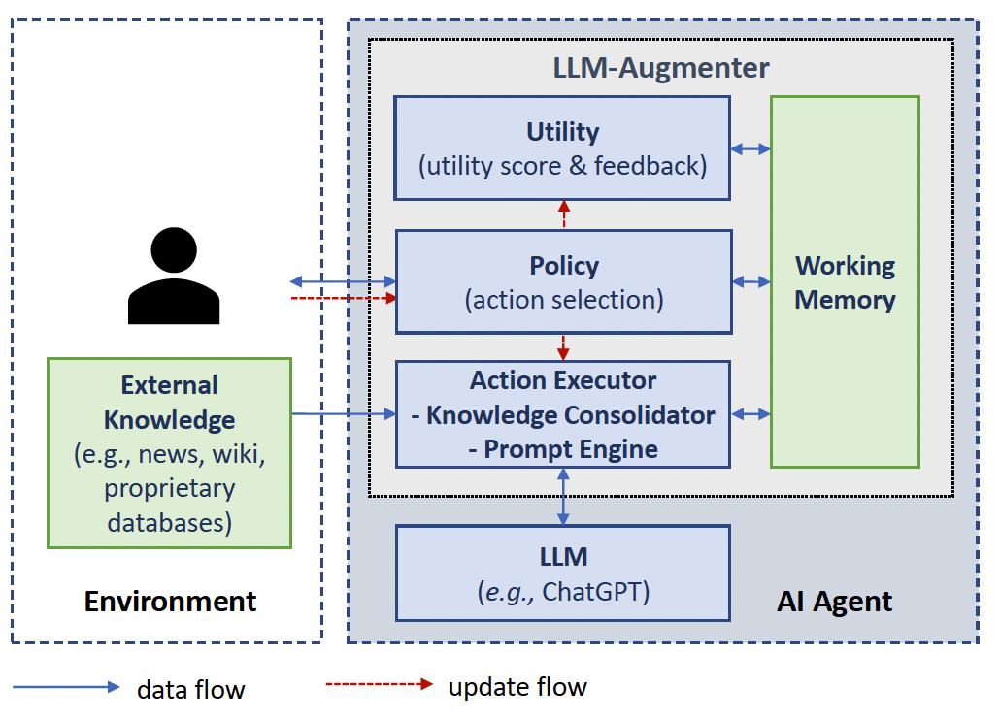 LLM-Augmenter
Utility
(utility score & feedback)
Policy
(action selection)
Working
Memory
Action Executor
- Knowledge Consolidator
- Prompt Engine
External
Knowledge
(e.g., news, wiki,
proprietary
databases)
LLM
(e.g., ChatGPT)
Environment
AI Agent
data flow
update flow